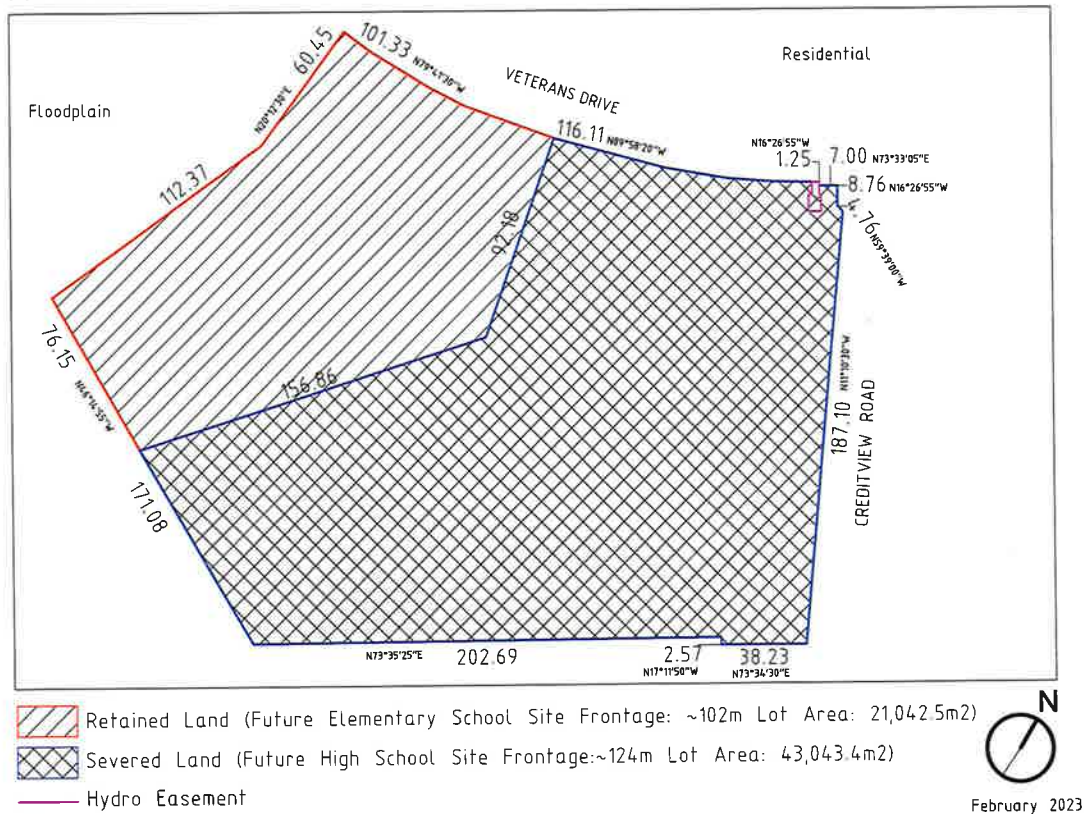 101.33 N79°41'30"W
60.45
N20°12'30"E
Residential
Floodplain
VETERANS DRIVE
116.11 N89°58'20"W
N16°26'55"W
1.25
7.00 N73°33'05"E
8.76 N16°26'55"W
4.76 N59°39'00"W
112.37
92.18
76.15
N46°14'55"W
156.86
N11°10'30"W
187.10
CREDITVIEW ROAD
171.08
N73°35'25"E
202.69
2.57
N17°11'50"W
38.23
N73°34'30"E
Retained Land (Future Elementary School Site Frontage: ~102m Lot Area: 21,042.5m2)
Severed Land (Future High School Site Frontage:~124m Lot Area: 43,043.4m2)
Hydro Easement
N
February 2023